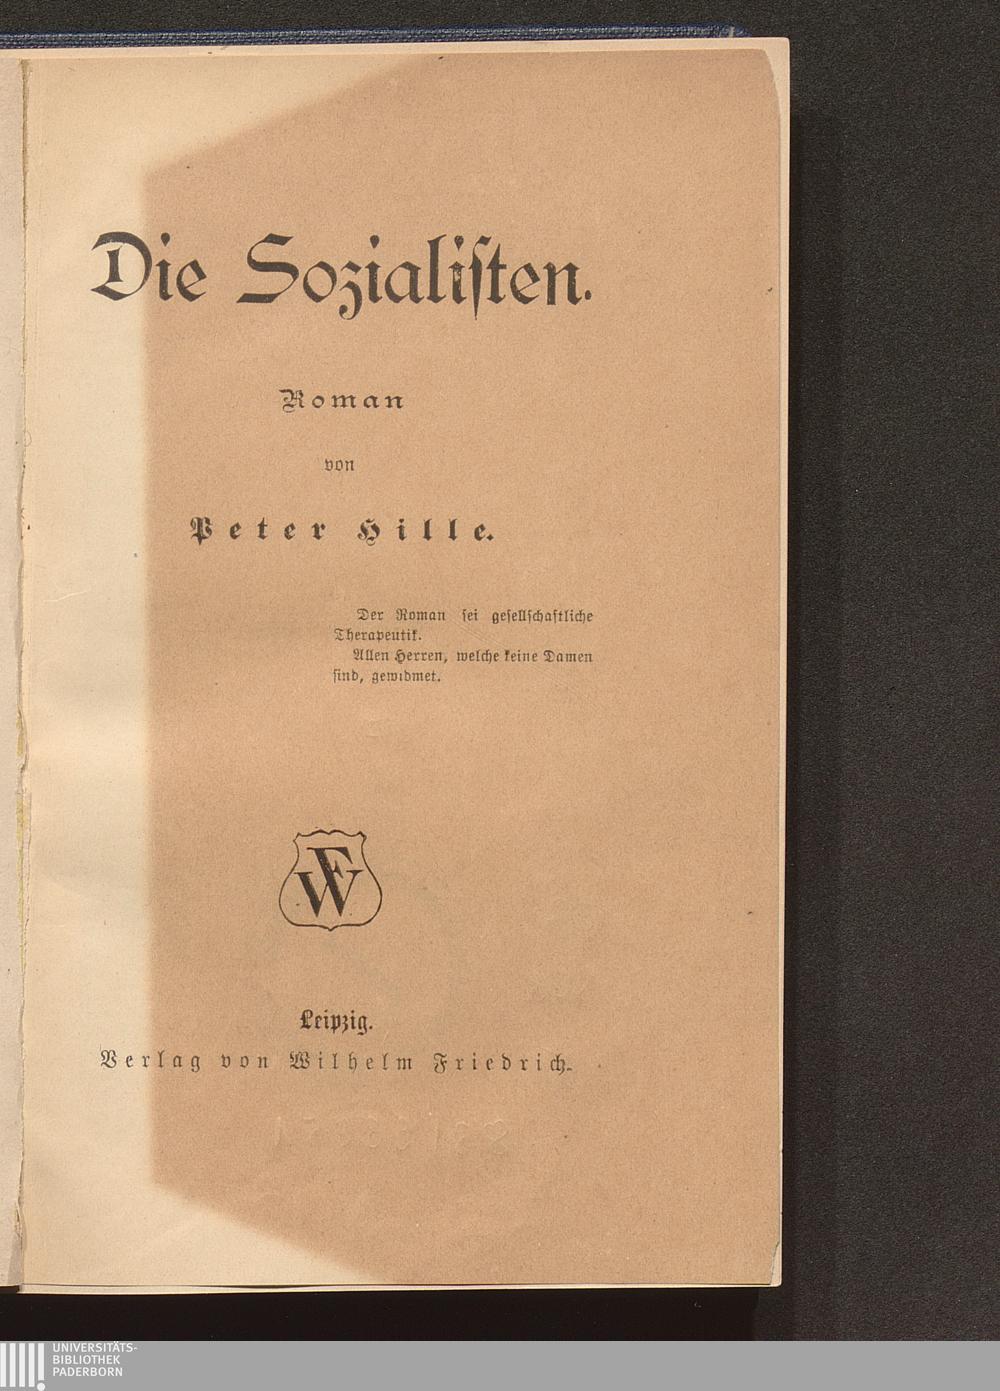 Die Sozialiſten.
Roman
von
Peter Hille.
Der Roman ſei geſellſchaftliche
Therapeutik.
Allen Herren, welche keine Damen
ſind, gewidmet.
WF
Leipzig.
Verlag von Wilhelm Friedrich.
UNIVERSITÄTS-
BIBLIOTHEK
PADERBORN